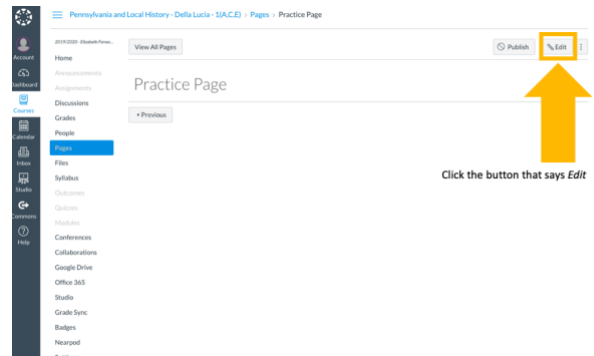 Pennsylvania and Local History - Della Lucia - 1(A,C,E) > Pages > Practice Page
View All Pages
Publish
Edit
Practice Page
Previous
Click the button that says Edit
Account
Dashboard
Courses
Calendar
Inbox
Studio
Commons
Help
Home
Announcements
Assignments
Discussions
Grades
People
Pages
Files
Syllabus
Outcomes
Quizzes
Modules
Conferences
Collaborations
Google Drive
Office 365
Studio
Grade Sync
Badges
Nearpod